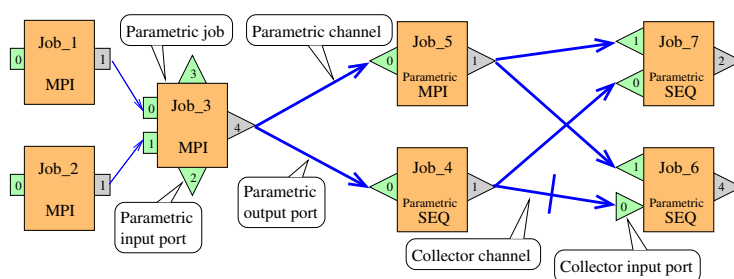 Job_1
0
1
MPI
Parametric job
Parametric channel
3
Job_3
0
1
4
MPI
2
Job_2
0
1
MPI
Parametric
input port
Parametric
output port
Job_5
0
1
Parametric
MPI
Job_4
0
1
Parametric
SEQ
Collector channel
Job_7
1
2
0
Parametric
SEQ
Job_6
1
4
0
Parametric
SEQ
Collector input port